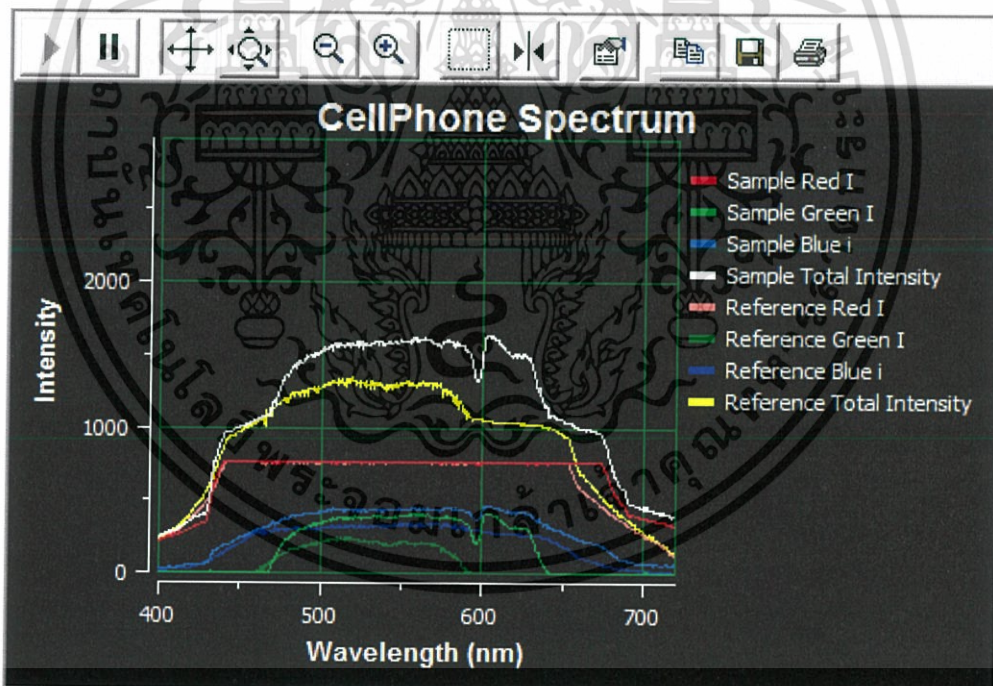 CellPhone Spectrum
Sample Red I
Sample Green I
Sample Blue i
Sample Total Intensity
Reference Red I
Reference Green I
Reference Blue i
Reference Total Intensity
Intensity
2000
1000
0
400
500
600
700
Wavelength (nm)